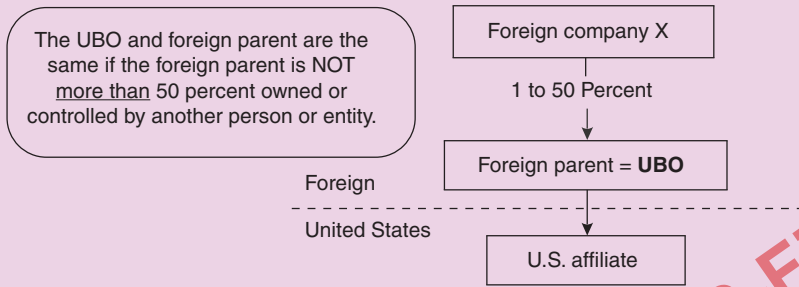 The UBO and foreign parent are the
same if the foreign parent is NOT
more than 50 percent owned or
controlled by another person or entity.
Foreign company X
1 to 50 Percent
Foreign parent = UBO
Foreign
United States
U.S. affiliate